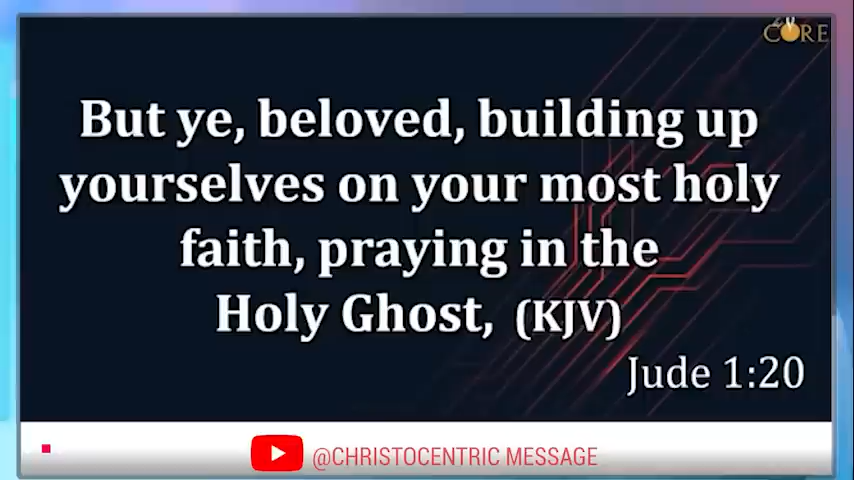 CORE
But ye, beloved, building up
yourselves on your most holy
faith, praying in the
Holy Ghost, (KJV)
Jude 1:20
@CHRISTOCENTRIC MESSAGE